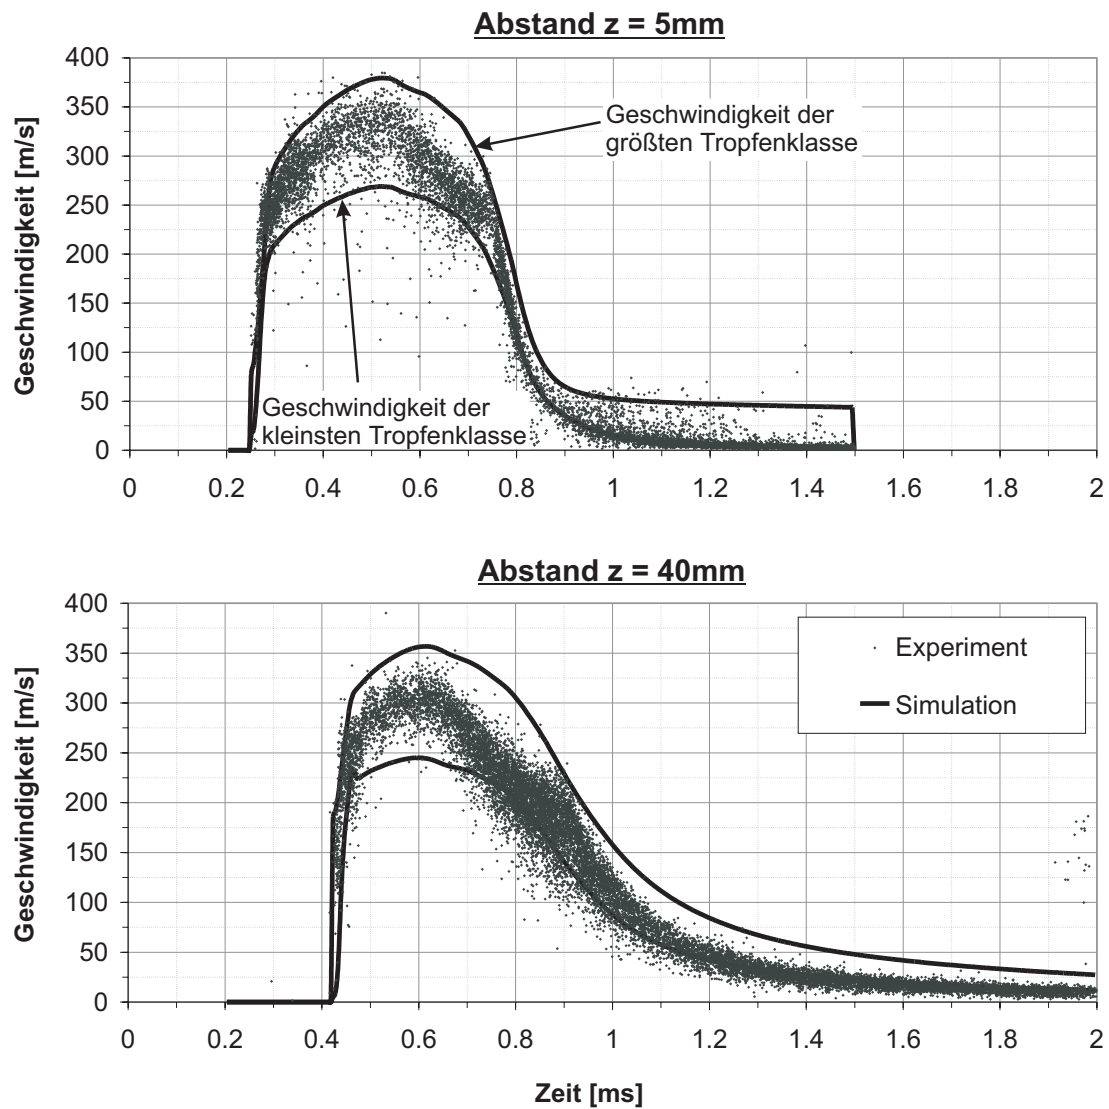 Abstand z = 5mm
400
350
300
250
200
150
100
50
0
Geschwindigkeit [m/s]
Geschwindigkeit der
größten Tropfenklasse
Geschwindigkeit der
kleinsten Tropfenklasse
0 0.2 0.4 0.6 0.8 1 1.2 1.4 1.6 1.8 2
Abstand z = 40mm
400
350
300
250
200
150
100
50
0
Geschwindigkeit [m/s]
Experiment
Simulation
0 0.2 0.4 0.6 0.8 1 1.2 1.4 1.6 1.8 2
Zeit [ms]